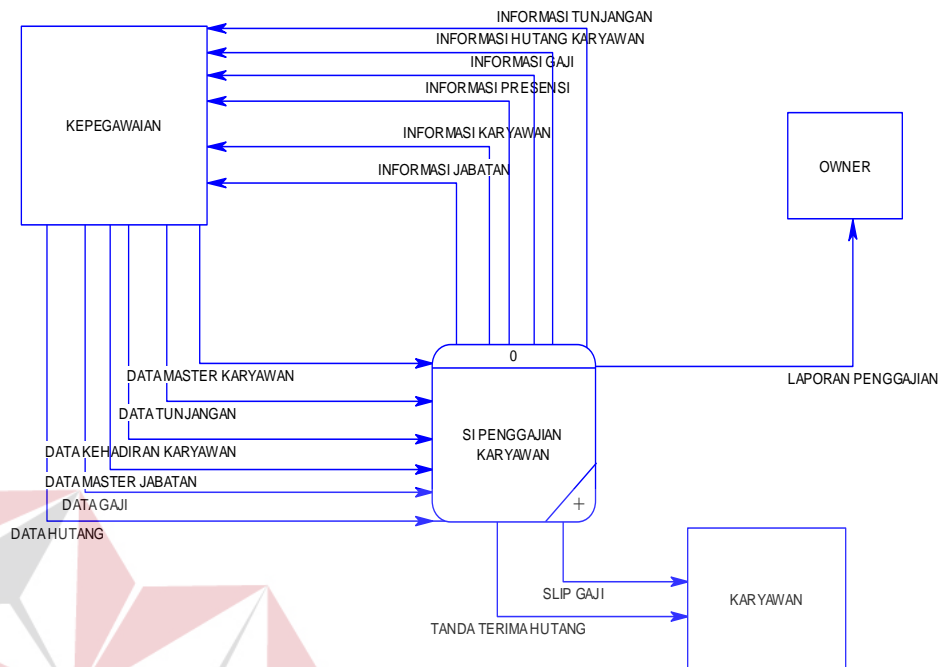 INFORMASI TUNJANGAN
INFORMASI HUTANG KARYAWAN
INFORMASI GAJI
INFORMASI PRESENSI
KEPEGAWAIAN
INFORMASI KARYAWAN
INFORMASI JABATAN
OWNER
0
DATA MASTER KARYAWAN
LAPORAN PENGGAJIAN
DATA TUNJANGAN
SI PENGGAJIAN
KARYAWAN
DATA KEHADIRAN KARYAWAN
DATA MASTER JABATAN
DATA GAJI
+
DATA HUTANG
SLIP GAJI
KARYAWAN
TANDA TERIMA HUTANG